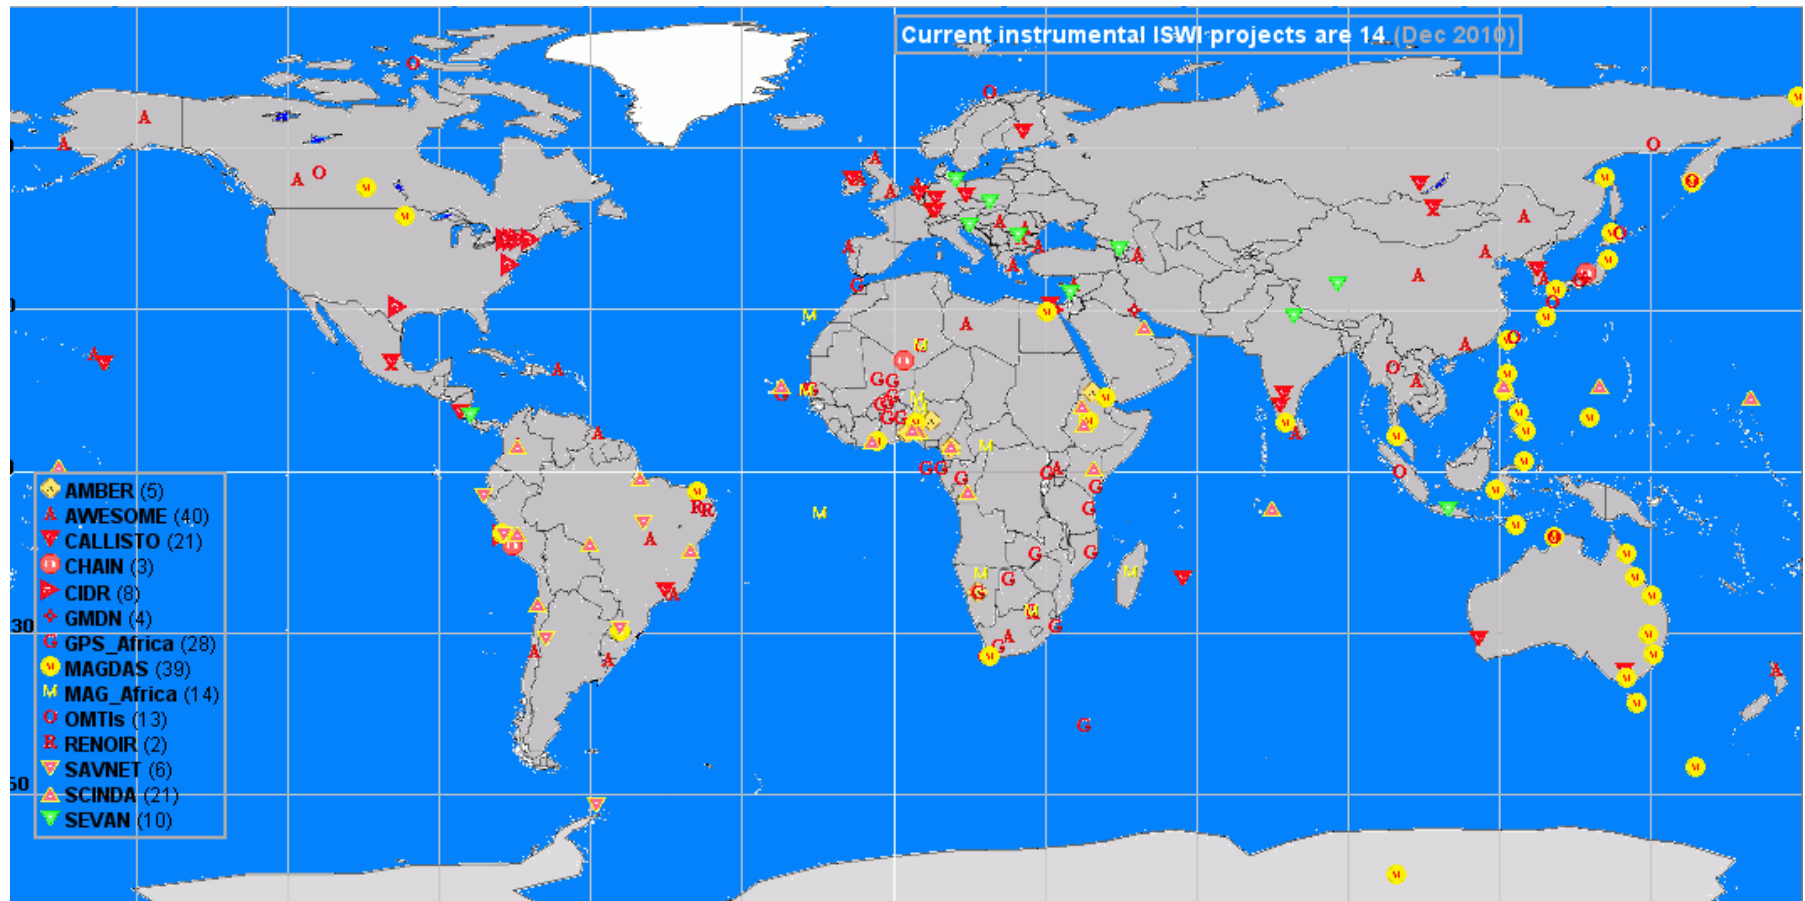 Current instrumental ISWI projects are 14 (Dec 2010)
AMBER (5)
AWESOME (40)
CALLISTO (21)
CHAIN (3)
CIDR (8)
GMDN (4)
GPS_Africa (28)
30
MAGDAS (39)
MAG_Africa (14)
OMTIs (13)
RENOIR (2)
SAVNET (6)
SCINDA (21)
SEVAN (10)